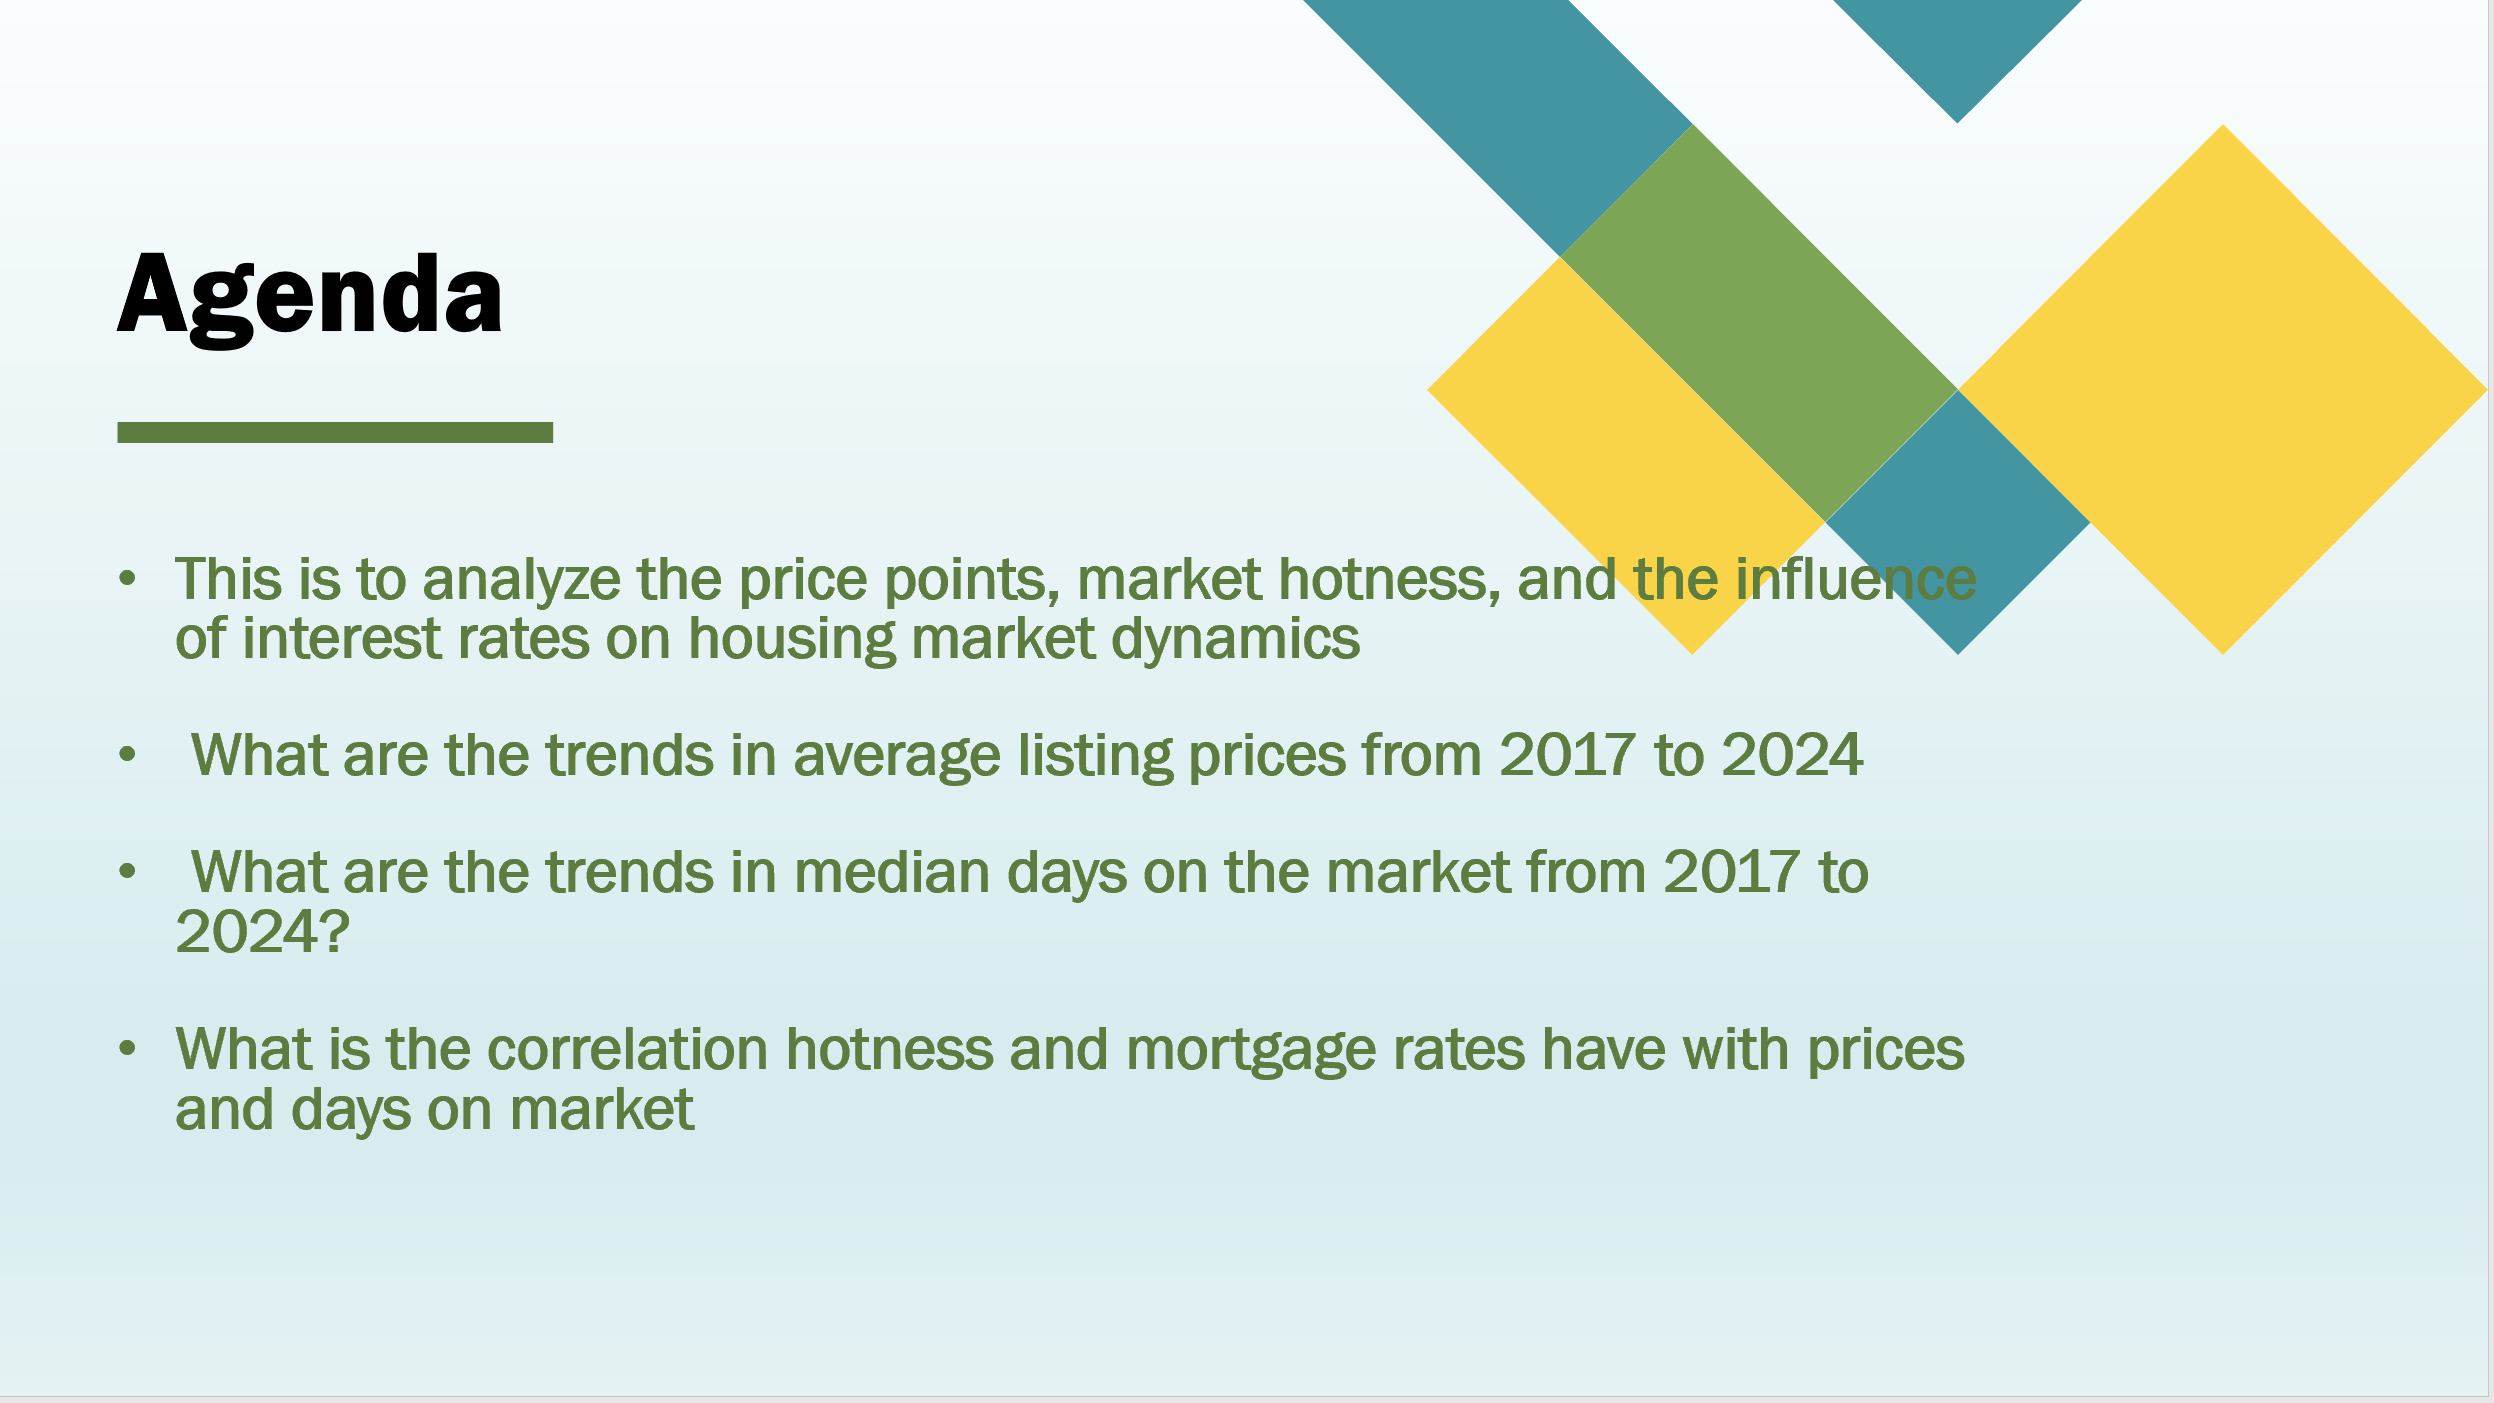 Agenda
• This is to analyze the price points, market hotness, and the influence
of interest rates on housing market dynamics
• What are the trends in average listing prices from 2017 to 2024
• What are the trends in median days on the market from 2017 to
2024?
• What is the correlation hotness and mortgage rates have with prices
and days on market